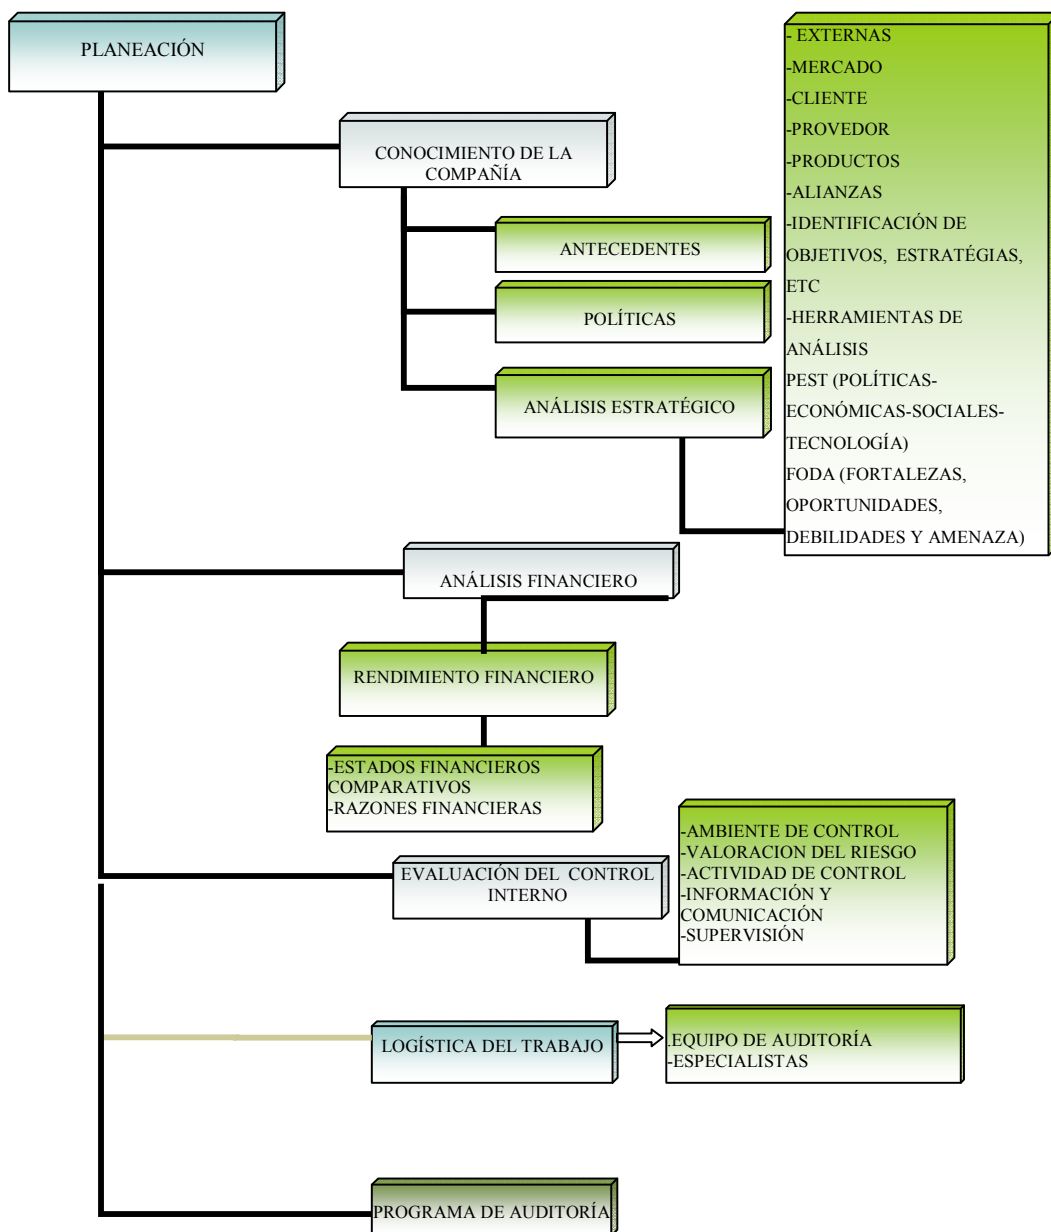 PLANEACIÓN
CONOCIMIENTO DE LA
COMPAÑÍA
ANTECEDENTES
POLÍTICAS
ANÁLISIS ESTRATÉGICO
- EXTERNAS
-MERCADO
-CLIENTE
-PROVEDOR
-PRODUCTOS
-ALIANZAS
-IDENTIFICACIÓN DE
OBJETIVOS, ESTRATÉGIAS,
ETC
-HERRAMIENTAS DE
ANÁLISIS
PEST (POLÍTICAS-
ECONÓMICAS-SOCIALES-
TECNOLOGÍA)
FODA (FORTALEZAS,
OPORTUNIDADES,
DEBILIDADES Y AMENAZA)
ANÁLISIS FINANCIERO
RENDIMIENTO FINANCIERO
-ESTADOS FINANCIEROS
COMPARATIVOS
-RAZONES FINANCIERAS
EVALUACIÓN DEL CONTROL
INTERNO
-AMBIENTE DE CONTROL
-VALORACION DEL RIESGO
-ACTIVIDAD DE CONTROL
-INFORMACIÓN Y
COMUNICACIÓN
-SUPERVISIÓN
LOGÍSTICA DEL TRABAJO
.EQUIPO DE AUDITORÍA
-ESPECIALISTAS
PROGRAMA DE AUDITORÍA